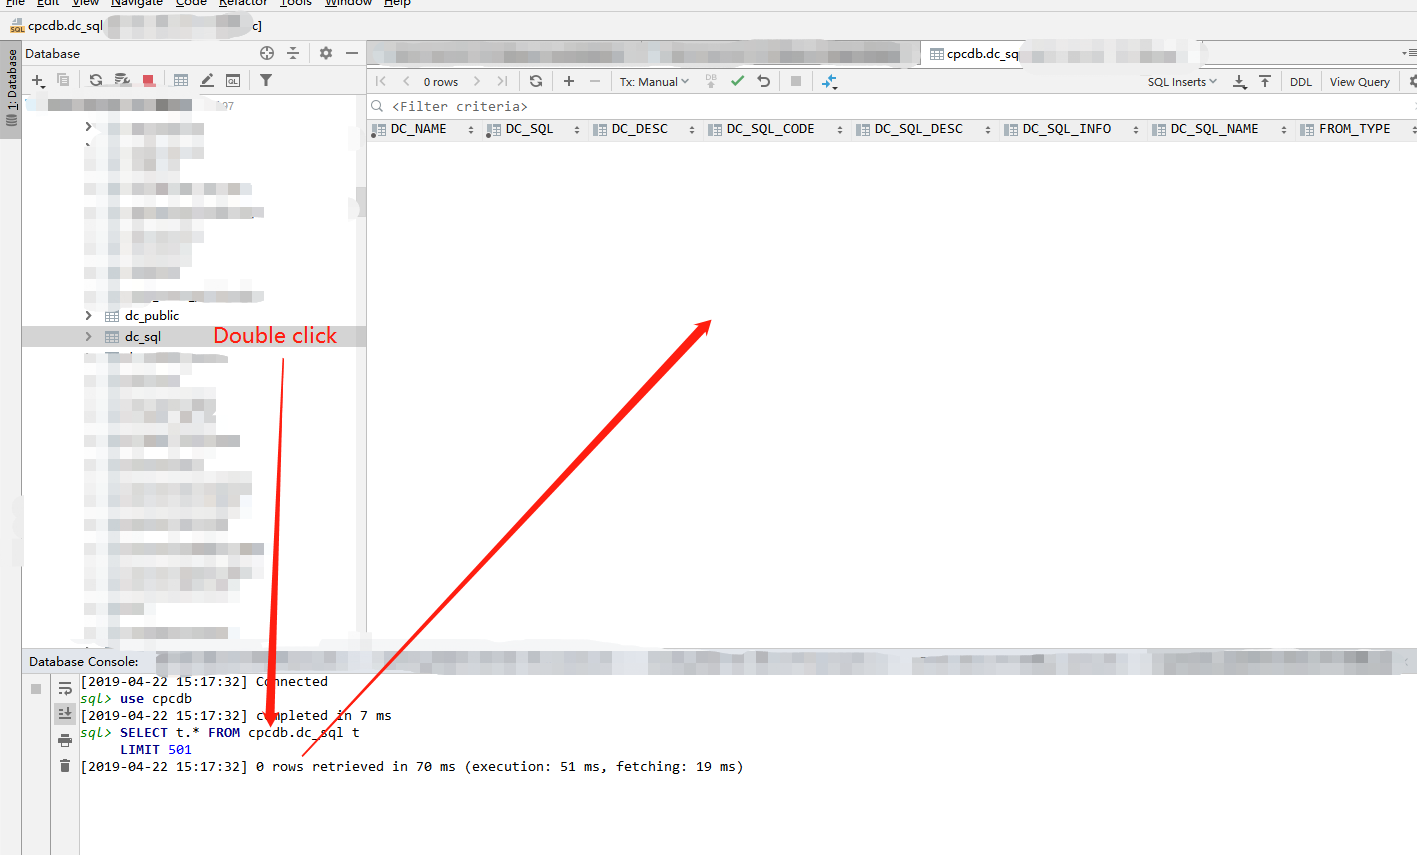 File Edit View Navigate Code Refactor Tools Window Help
cpcdb.dc_sql
Database
cpcdb.dc_sq
1: Database
0 rows
Tx: Manual
DB
SQL Inserts
DDL
View Query
QL
<Filter criteria>
DC_NAME DC_SQL DC_DESC DC_SQL_CODE DC_SQL_DESC DC_SQL_INFO DC_SQL_NAME FROM_TYPE
dc_public
dc_sql
Double click
Database Console:
[2019-04-22 15:17:32] Connected
sql> use cpcdb
[2019-04-22 15:17:32] completed in 7 ms
sql> SELECT t.* FROM cpcdb.dc_sql t
LIMIT 501
[2019-04-22 15:17:32] 0 rows retrieved in 70 ms (execution: 51 ms, fetching: 19 ms)